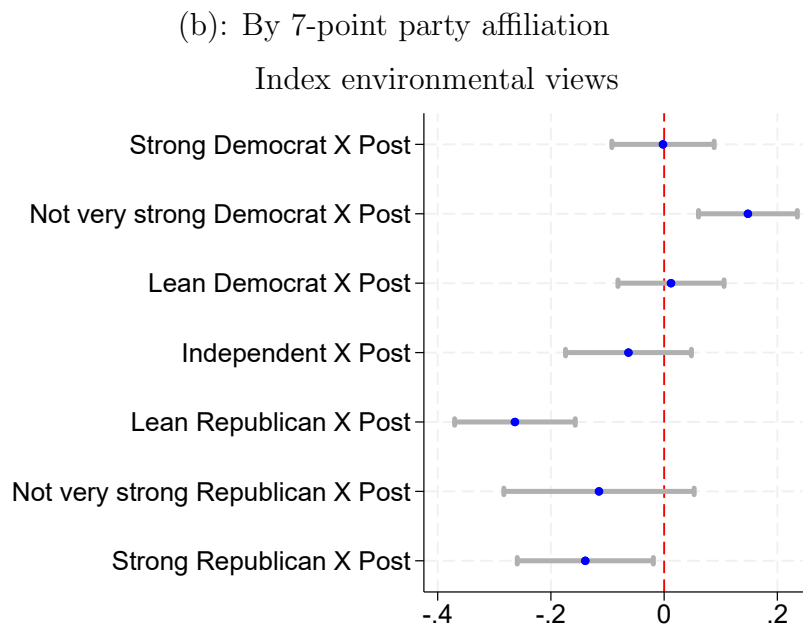 (b): By 7-point party affiliation
Index environmental views
Strong Democrat X Post
Not very strong Democrat X Post
Lean Democrat X Post
Independent X Post
Lean Republican X Post
Not very strong Republican X Post
Strong Republican X Post
-.4 -.2 0 .2